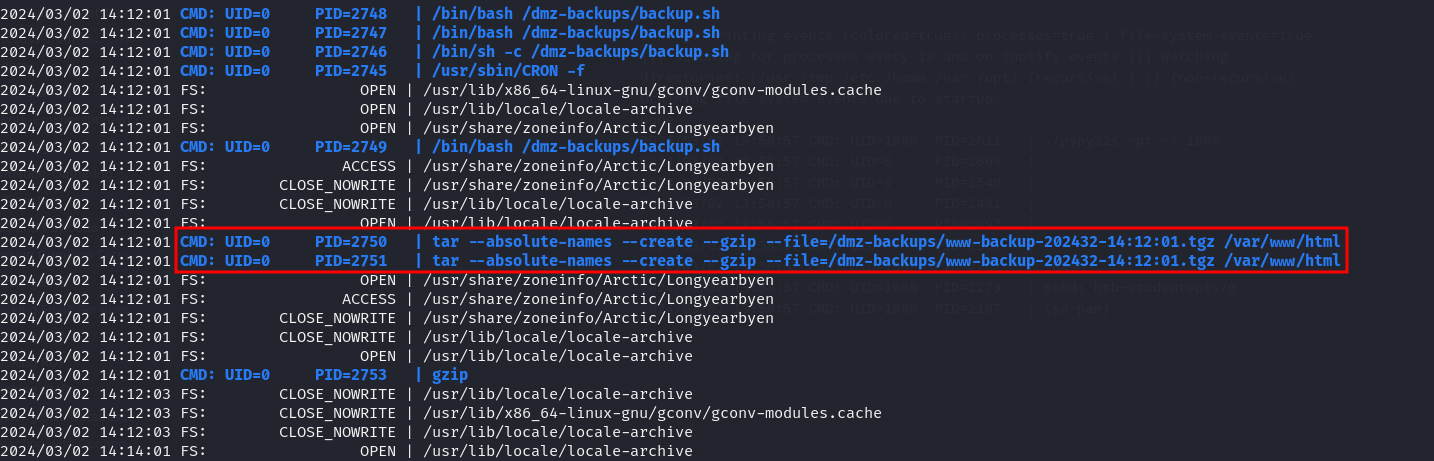 2024/03/02 14:12:01 CMD: UID=0     PID=2748   | /bin/bash /dmz-backups/backup.sh
2024/03/02 14:12:01 CMD: UID=0     PID=2747   | /bin/bash /dmz-backups/backup.sh
2024/03/02 14:12:01 CMD: UID=0     PID=2746   | /bin/sh -c /dmz-backups/backup.sh
2024/03/02 14:12:01 CMD: UID=0     PID=2745   | /usr/sbin/CRON -f
2024/03/02 14:12:01 FS:                 OPEN | /usr/lib/x86_64-linux-gnu/gconv/gconv-modules.cache
2024/03/02 14:12:01 FS:                 OPEN | /usr/lib/locale/locale-archive
2024/03/02 14:12:01 FS:                 OPEN | /usr/share/zoneinfo/Arctic/Longyearbyen
2024/03/02 14:12:01 CMD: UID=0     PID=2749   | /bin/bash /dmz-backups/backup.sh
2024/03/02 14:12:01 FS:               ACCESS | /usr/share/zoneinfo/Arctic/Longyearbyen
2024/03/02 14:12:01 FS:        CLOSE_NOWRITE | /usr/share/zoneinfo/Arctic/Longyearbyen
2024/03/02 14:12:01 FS:        CLOSE_NOWRITE | /usr/lib/locale/locale-archive
2024/03/02 14:12:01 FS:                 OPEN | /usr/lib/locale/locale-archive
2024/03/02 14:12:01 CMD: UID=0     PID=2750   | tar --absolute-names --create --gzip --file=/dmz-backups/www-backup-202432-14:12:01.tgz /var/www/html
2024/03/02 14:12:01 CMD: UID=0     PID=2751   | tar --absolute-names --create --gzip --file=/dmz-backups/www-backup-202432-14:12:01.tgz /var/www/html
2024/03/02 14:12:01 FS:                 OPEN | /usr/share/zoneinfo/Arctic/Longyearbyen
2024/03/02 14:12:01 FS:               ACCESS | /usr/share/zoneinfo/Arctic/Longyearbyen
2024/03/02 14:12:01 FS:        CLOSE_NOWRITE | /usr/share/zoneinfo/Arctic/Longyearbyen
2024/03/02 14:12:01 FS:        CLOSE_NOWRITE | /usr/lib/locale/locale-archive
2024/03/02 14:12:01 FS:                 OPEN | /usr/lib/locale/locale-archive
2024/03/02 14:12:01 CMD: UID=0     PID=2753   | gzip
2024/03/02 14:12:03 FS:        CLOSE_NOWRITE | /usr/lib/locale/locale-archive
2024/03/02 14:12:03 FS:        CLOSE_NOWRITE | /usr/lib/x86_64-linux-gnu/gconv/gconv-modules.cache
2024/03/02 14:12:03 FS:        CLOSE_NOWRITE | /usr/lib/locale/locale-archive
2024/03/02 14:14:01 FS:                 OPEN | /usr/lib/locale/locale-archive